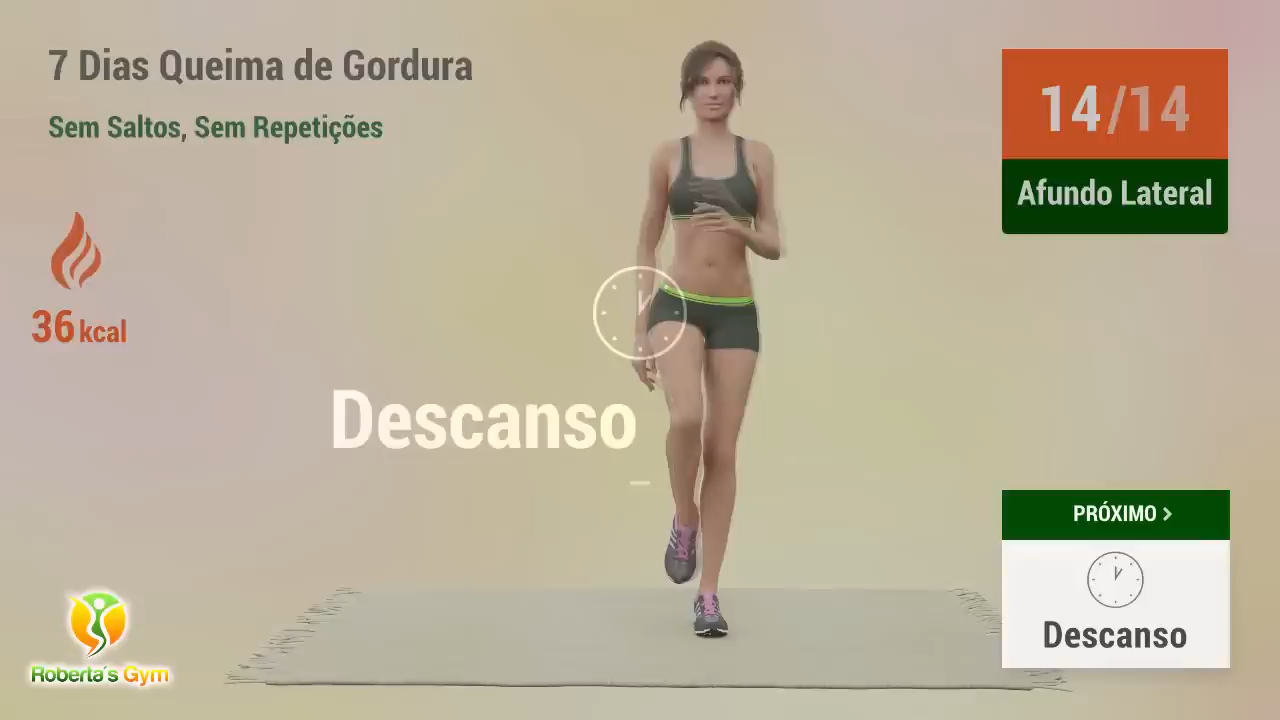 7 Dias Queima de Gordura
Sem Saltos, Sem Repetições
14/14
Afundo Lateral
36 kcal
Descanso
PRÓXIMO >
Descanso
Roberta's Gym